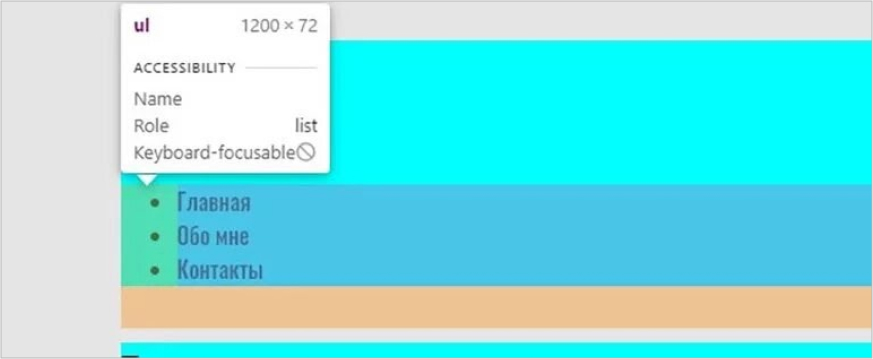 ul 1200 × 72
ACCESSIBILITY
Name
Role list
Keyboard-focusable
Главная
Обо мне
Контакты